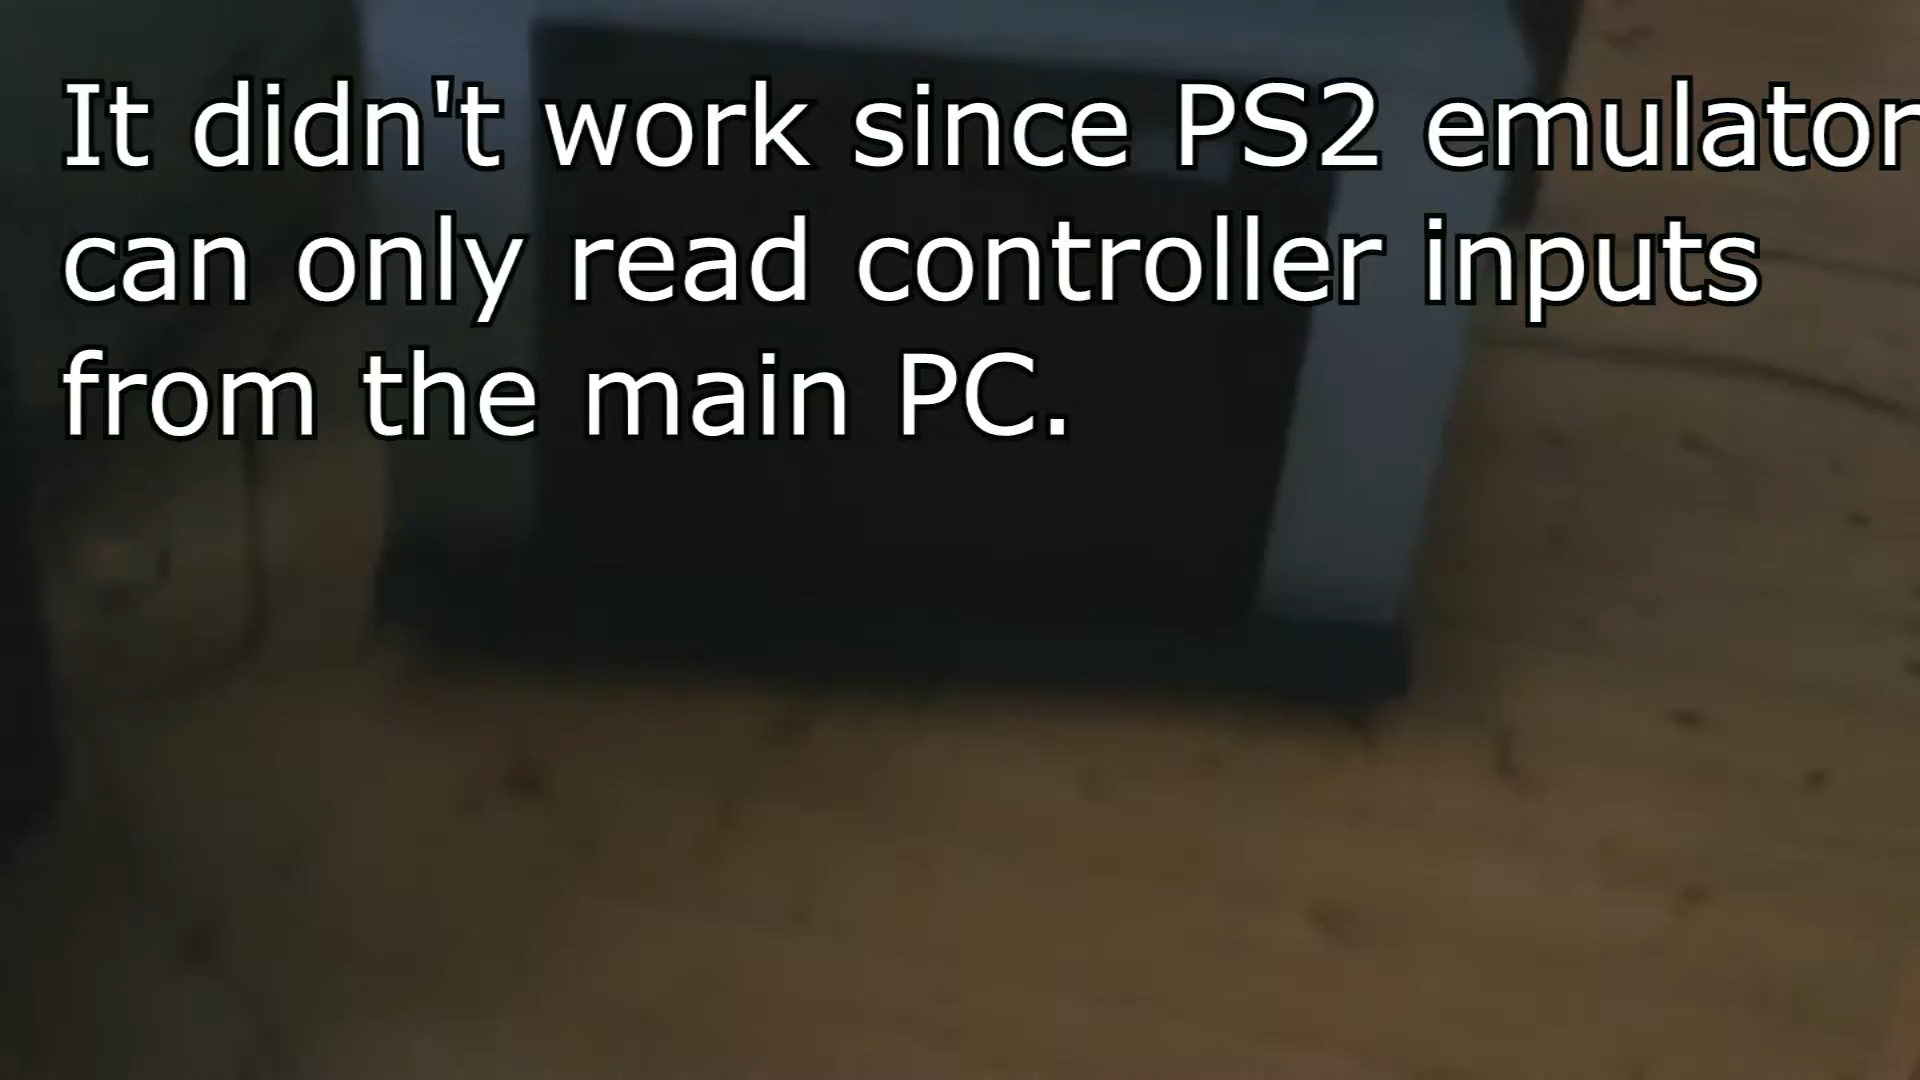 It didn't work since PS2 emulator
can only read controller inputs
from the main PC.